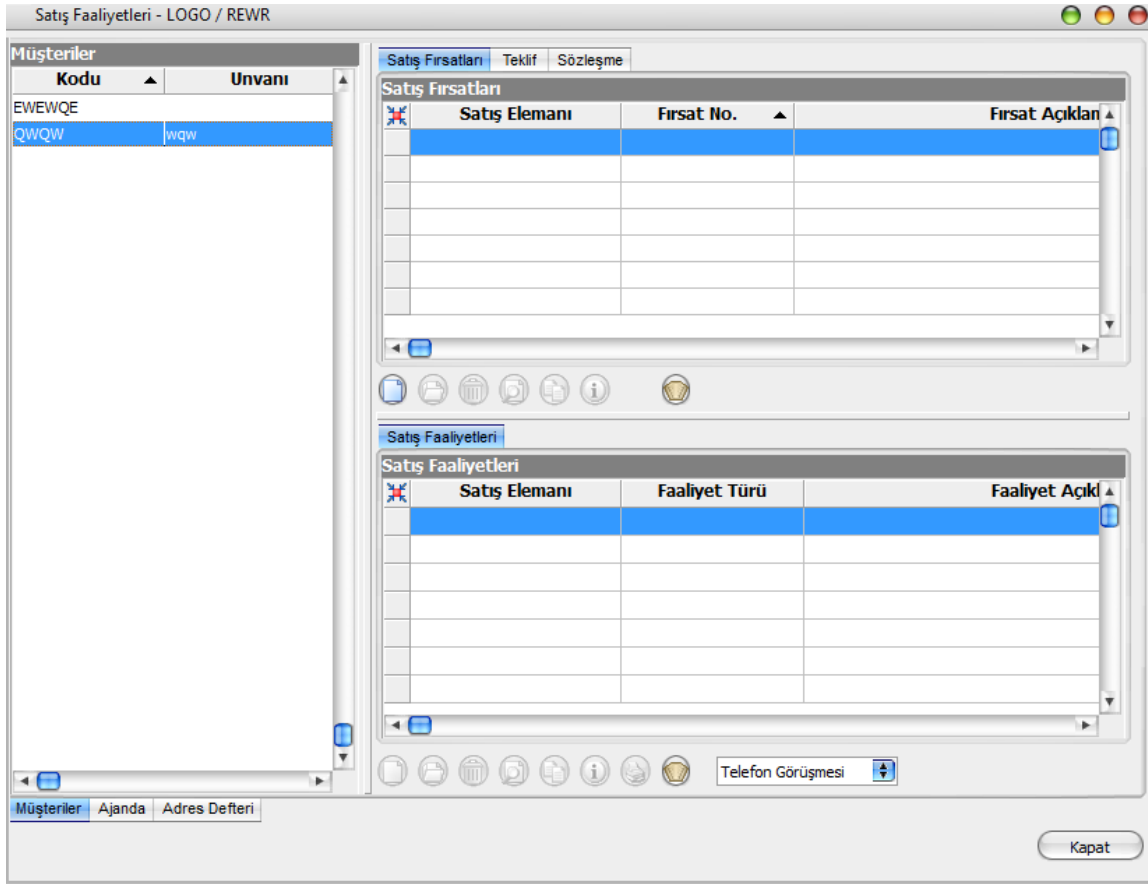 Satış Faaliyetleri - LOGO / REWR
Müşteriler
Kodu Unvanı
EWEWQE
QWQW wqw
Satış Fırsatları Teklif Sözleşme
Satış Fırsatları
Satış Elemanı Fırsat No. Fırsat Açıklan
Satış Faaliyetleri
Satış Faaliyetleri
Satış Elemanı Faaliyet Türü Faaliyet Açıkl
Telefon Görüşmesi
Müşteriler Ajanda Adres Defteri
Kapat